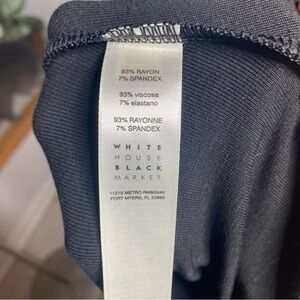 93% RAYON
7% SPANDEX
93% viscosa
7% elastano
93% RAYONNE
7% SPANDEX
WHITE
HOUSE
BLACK
MARKET
11215 METRO PARKWAY
FORT MYERS, FL 33966